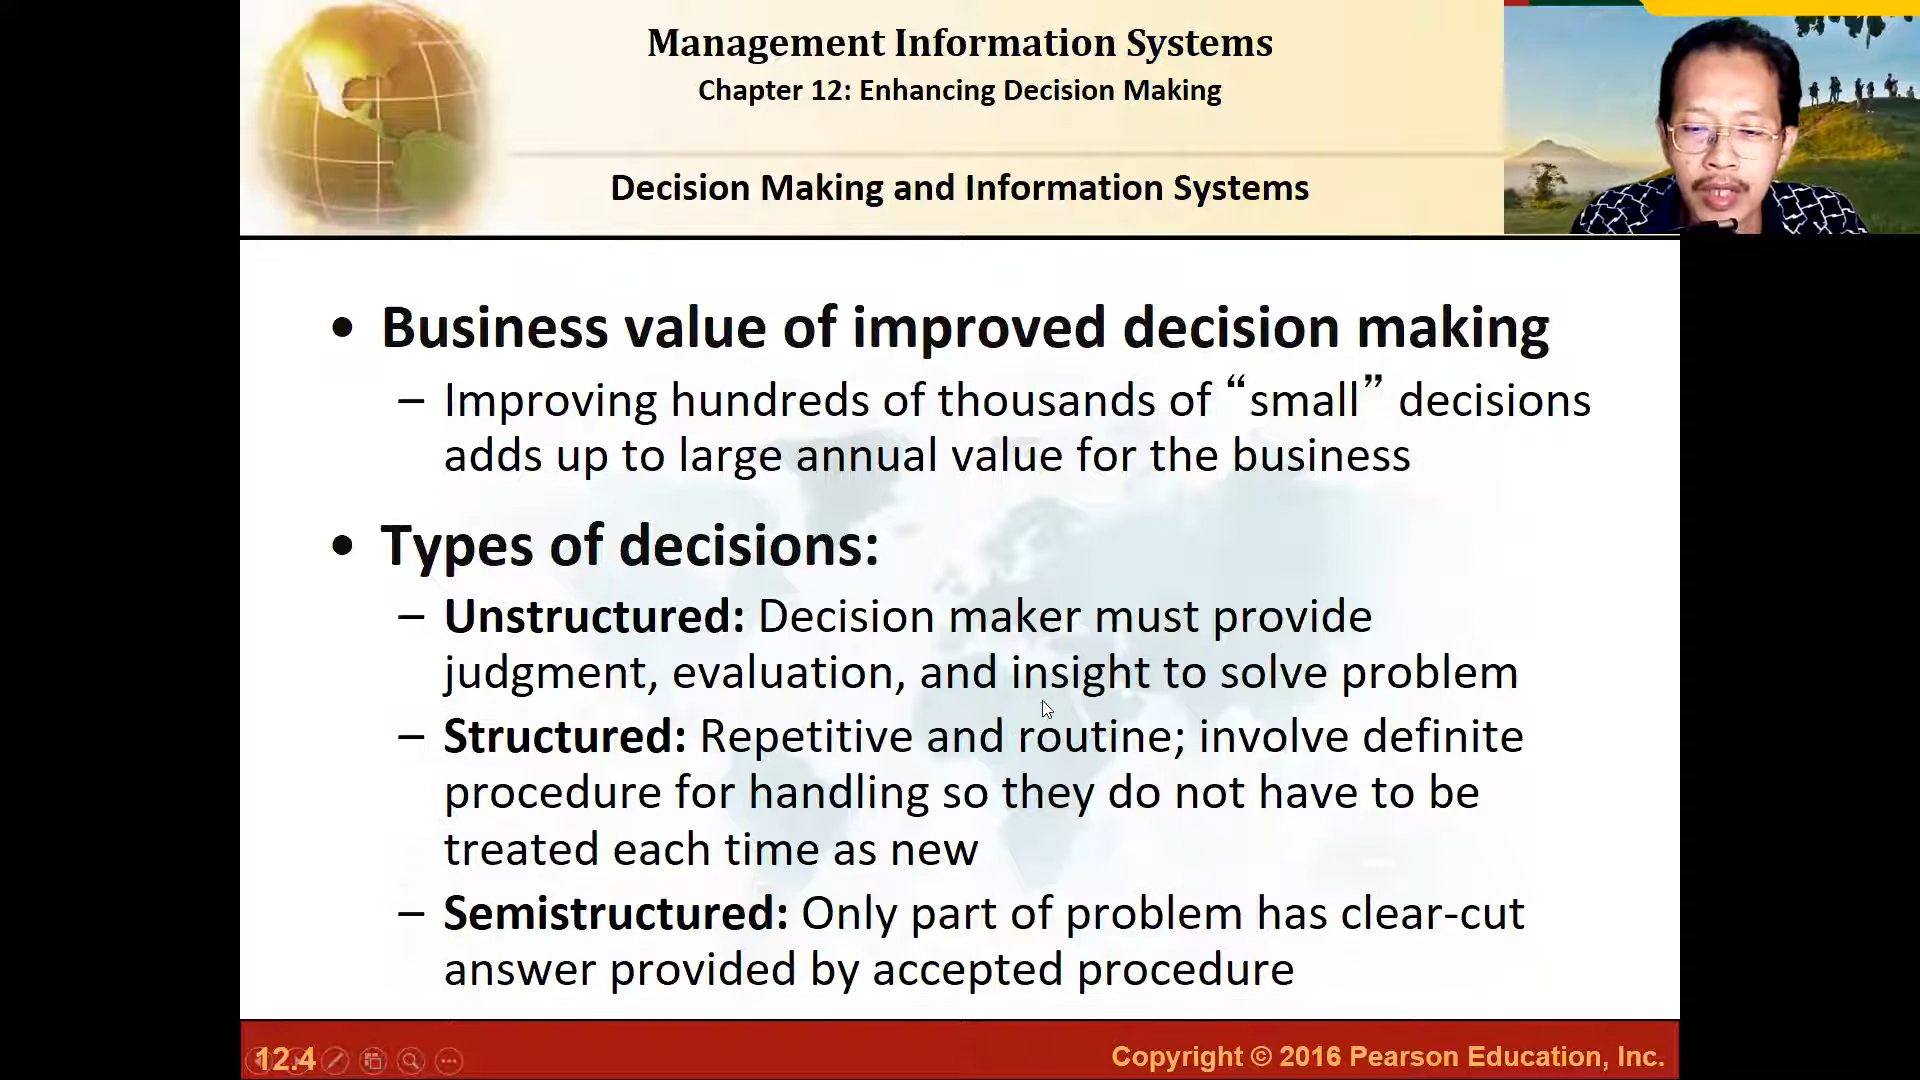 Management Information Systems
Chapter 12: Enhancing Decision Making
Decision Making and Information Systems
• Business value of improved decision making
– Improving hundreds of thousands of “small” decisions
adds up to large annual value for the business
• Types of decisions:
– Unstructured: Decision maker must provide
judgment, evaluation, and insight to solve problem
– Structured: Repetitive and routine; involve definite
procedure for handling so they do not have to be
treated each time as new
– Semistructured: Only part of problem has clear-cut
answer provided by accepted procedure
12.4
Copyright © 2016 Pearson Education, Inc.